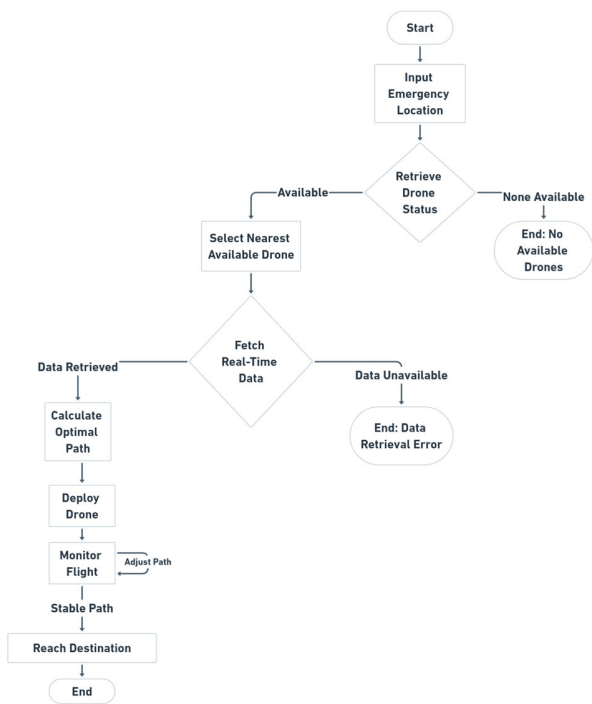 Start
Input
Emergency
Location
Retrieve
Drone
Status
Available
None Available
Select Nearest
Available Drone
End: No
Available
Drones
Fetch
Real-Time
Data
Data Retrieved
Data Unavailable
Calculate
Optimal
Path
End: Data
Retrieval Error
Deploy
Drone
Monitor
Flight
Adjust Path
Stable Path
Reach Destination
End